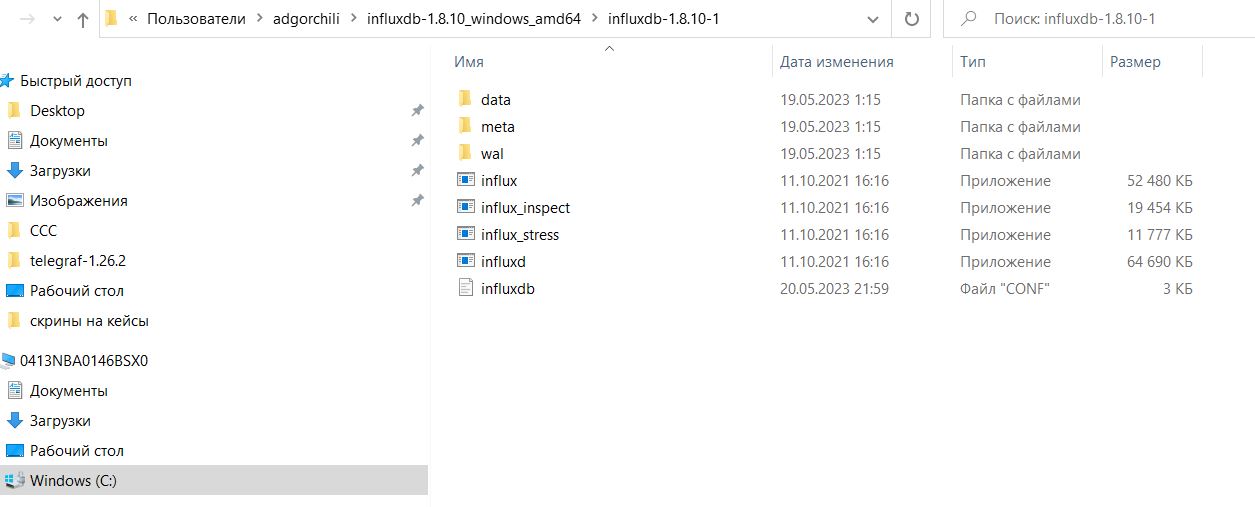 « Пользователи > adgorchili > influxdb-1.8.10_windows_amd64 > influxdb-1.8.10-1
Поиск: influxdb-1.8.10-1
Быстрый доступ
Desktop
Документы
Загрузки
Изображения
CCC
telegraf-1.26.2
Рабочий стол
скрины на кейсы
0413NBA0146BSX0
Документы
Загрузки
Рабочий стол
Windows (C:)
Имя Дата изменения Тип Размер
data 19.05.2023 1:15 Папка с файлами
meta 19.05.2023 1:15 Папка с файлами
wal 19.05.2023 1:15 Папка с файлами
influx 11.10.2021 16:16 Приложение 52 480 КБ
influx_inspect 11.10.2021 16:16 Приложение 19 454 КБ
influx_stress 11.10.2021 16:16 Приложение 11 777 КБ
influxd 11.10.2021 16:16 Приложение 64 690 КБ
influxdb 20.05.2023 21:59 Файл "CONF" 3 КБ